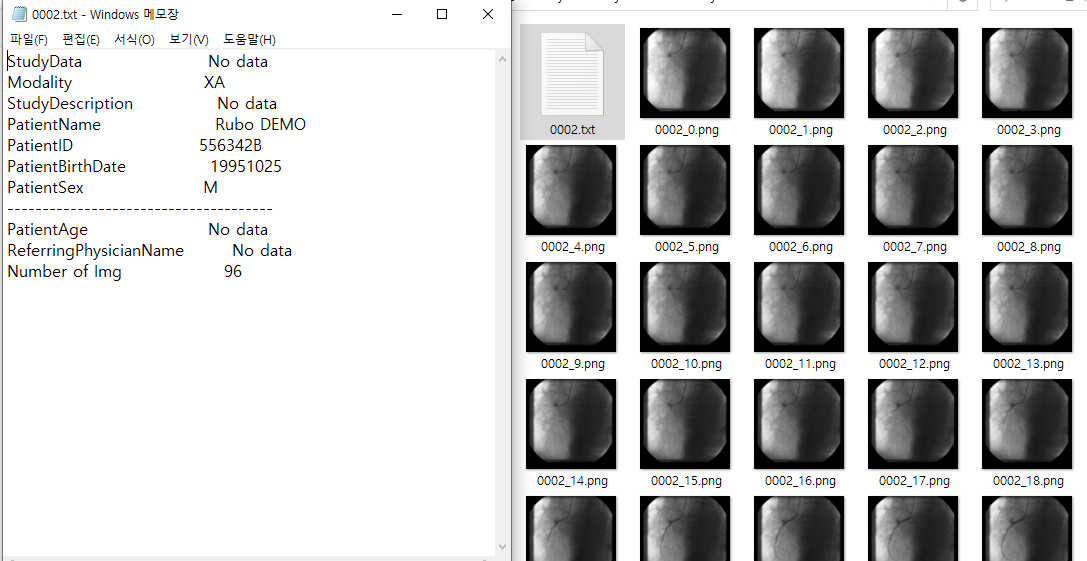 0002.txt - Windows 메모장
파일(F) 편집(E) 서식(O) 보기(V) 도움말(H)
StudyData No data
Modality XA
StudyDescription No data
PatientName Rubo DEMO
PatientID 556342B
PatientBirthDate 19951025
PatientSex M
--------------------------------------
PatientAge No data
ReferringPhysicianName No data
Number of Img 96
0002.txt 0002_0.png 0002_1.png 0002_2.png 0002_3.png
0002_4.png 0002_5.png 0002_6.png 0002_7.png 0002_8.png
0002_9.png 0002_10.png 0002_11.png 0002_12.png 0002_13.png
0002_14.png 0002_15.png 0002_16.png 0002_17.png 0002_18.png